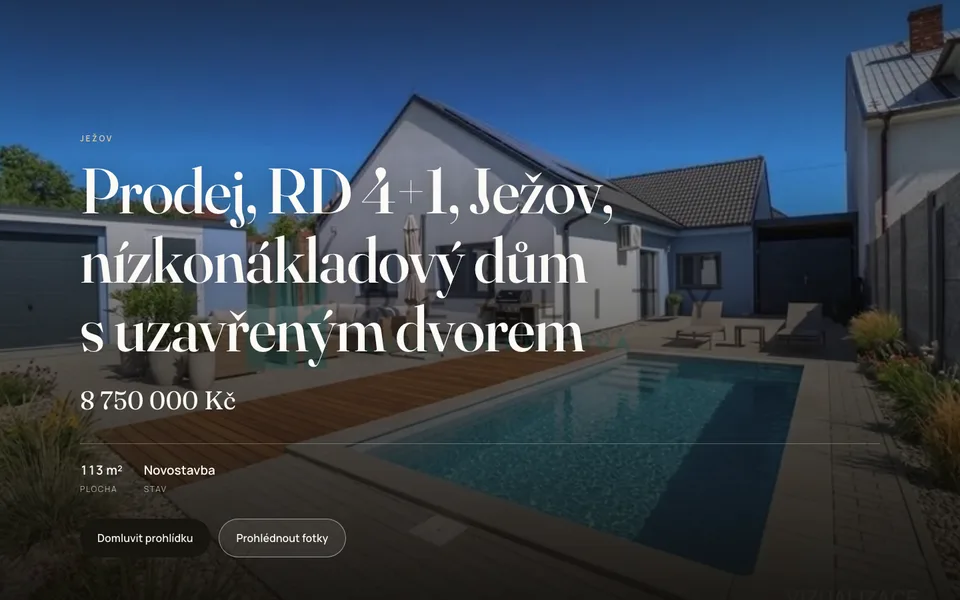 JEŽOV
Prodej, RD 4+1, Ježov,
nízkonákladový dům
s uzavřeným dvorem
8 750 000 Kč
113 m² Novostavba
PLOCHA STAV
Domluvit prohlídku Prohlédnout fotky
VIZUALIZACE